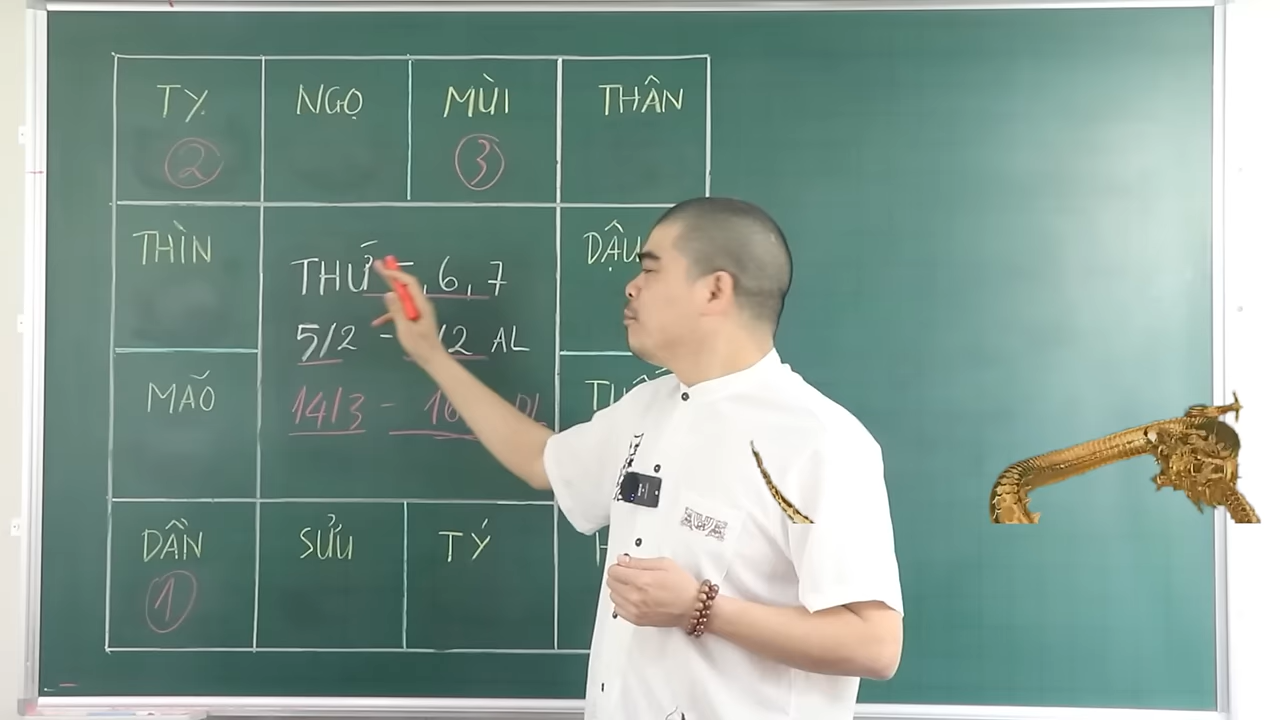 TỴ NGỌ MÙI THÂN
② ③
THÌN DẬU
THỨ 5, 6, 7
5/2 - /2 AL
MÃO
14/3 -
DẦN SỬU TÝ
①